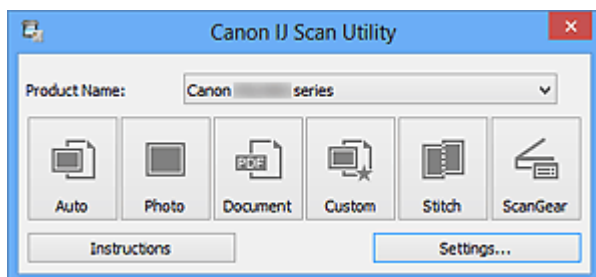 Canon IJ Scan Utility
Product Name: Canon series
PDF
Auto Photo Document Custom Stitch ScanGear
Instructions Settings...